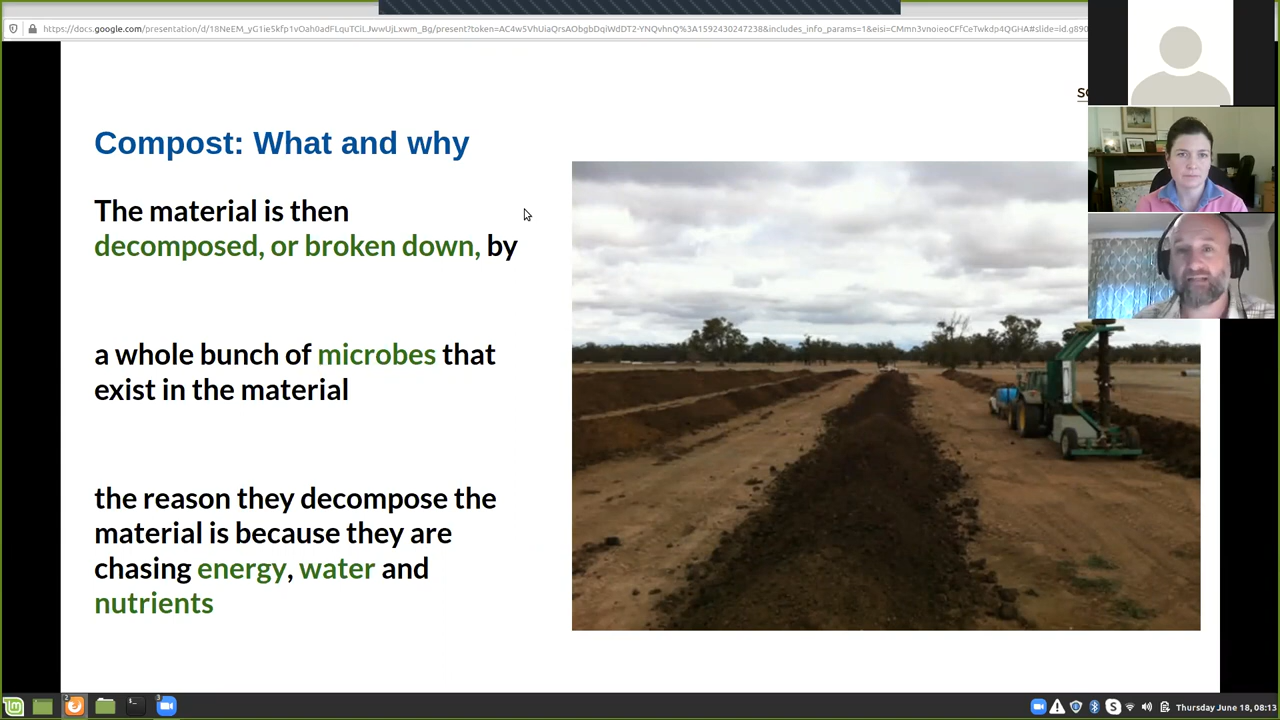 https://docs.google.com/presentation/d/18NeEM_yG1ie5kfp1vOah0adFLquTCiLJwwUjLxwm_Bg/present?token=AC4w5VhUiaQrsAObgbDqiWdDT2-YNQvhnQ%3A1592430247238&includes_info_params=1&eisi=CMmn3vnoieoCFfCeTwkdp4QGHA#slide=id.g890
Compost: What and why
The material is then
decomposed, or broken down, by
a whole bunch of microbes that
exist in the material
the reason they decompose the
material is because they are
chasing energy, water and
nutrients
Thursday June 18, 08:13